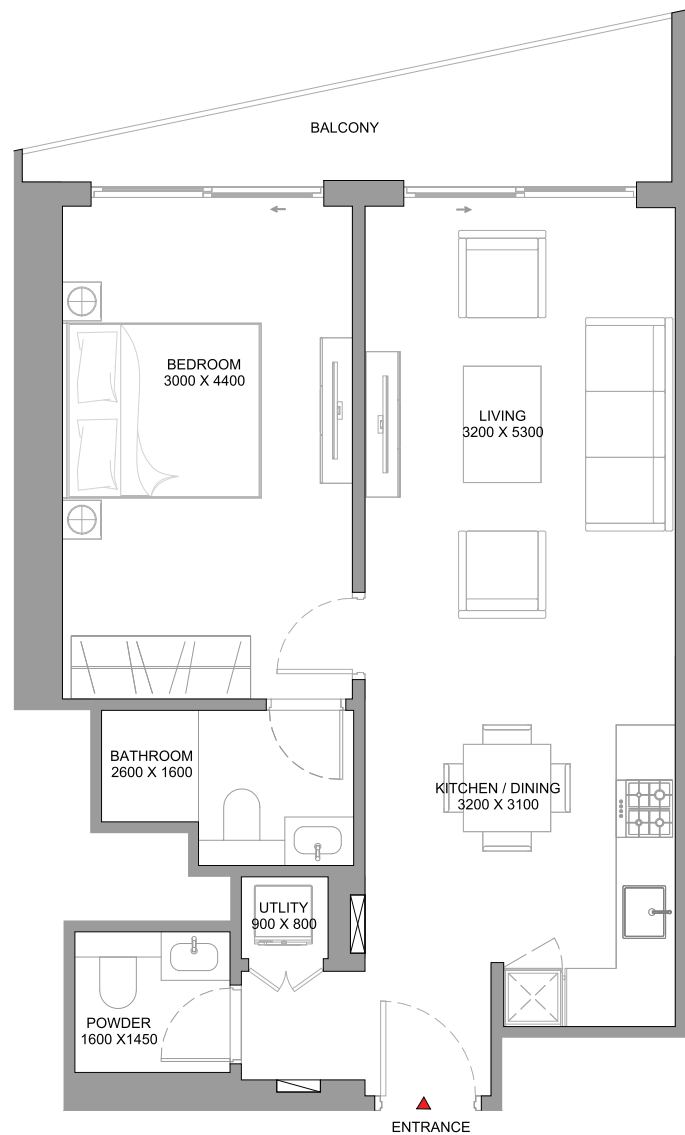 BALCONY
BEDROOM
3000 X 4400
LIVING
3200 X 5300
BATHROOM
2600 X 1600
KITCHEN / DINING
3200 X 3100
UTLITY
900 X 800
POWDER
1600 X1450
ENTRANCE